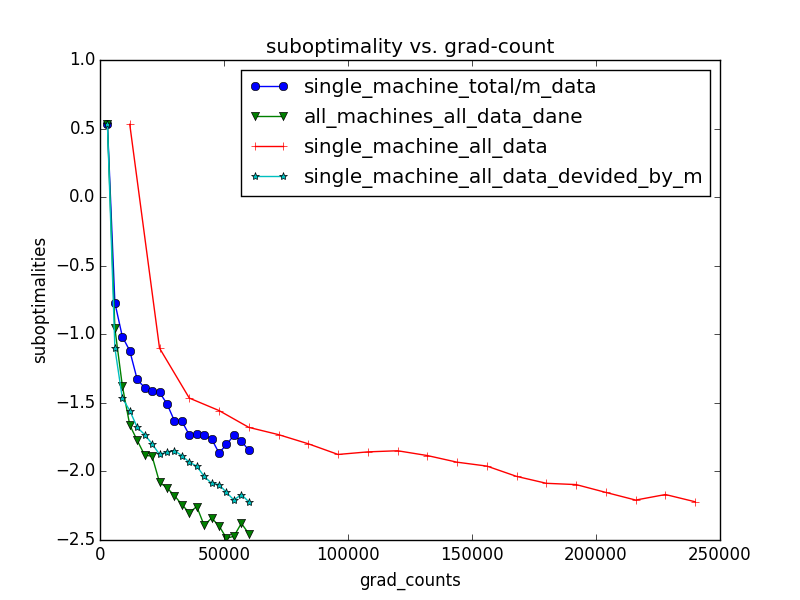 suboptimality vs. grad-count
single_machine_total/m_data
all_machines_all_data_dane
single_machine_all_data
single_machine_all_data_devided_by_m
suboptimalities
1.0
0.5
0.0
−0.5
−1.0
−1.5
−2.0
−2.5
0 50000 100000 150000 200000 250000
grad_counts